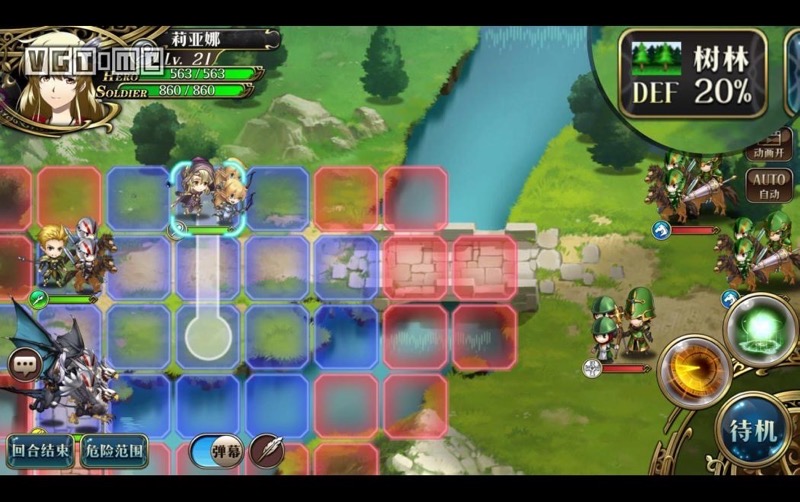 VGTIME
莉亚娜
Lv. 21
HERO 563/563
SOLDIER 860/860
树林
DEF 20%
动画开
AUTO
自动
待机
回合结束
危险范围
弹幕